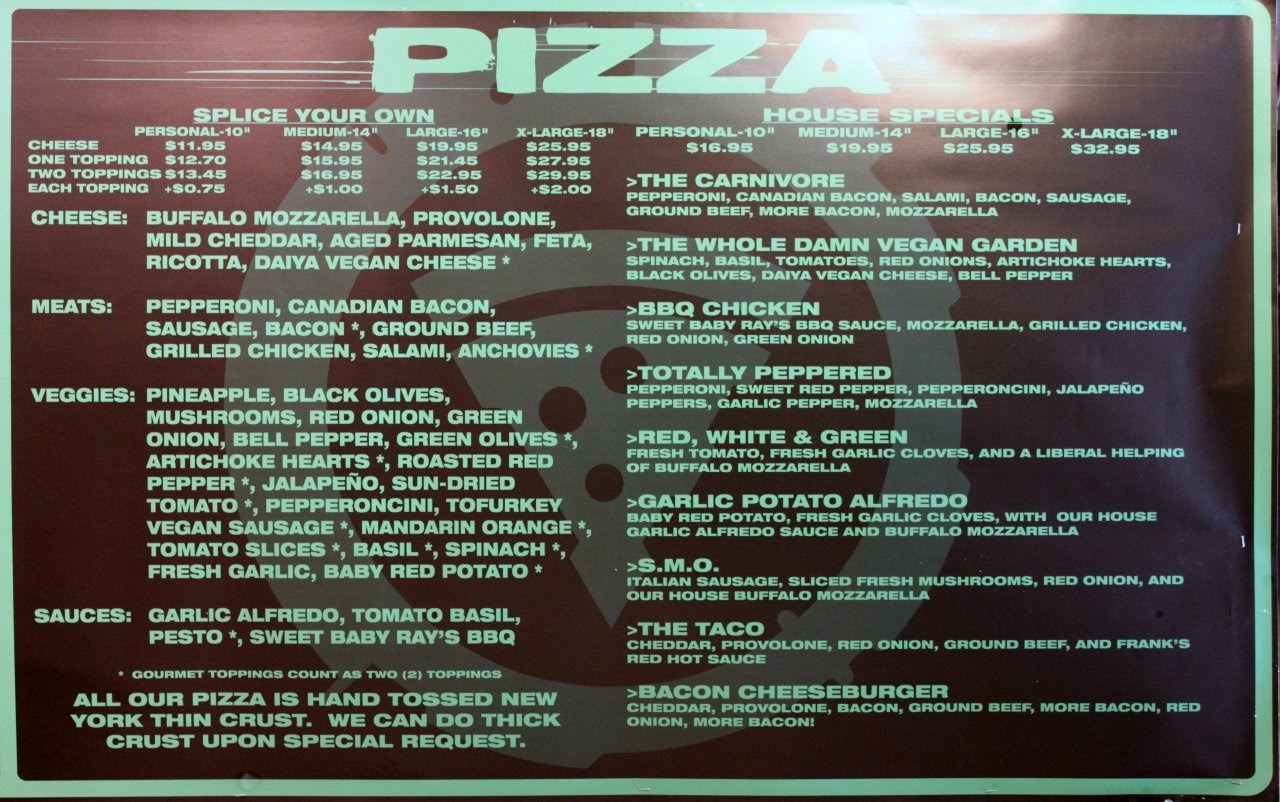 PIZZA
SPLICE YOUR OWN
PERSONAL-10" MEDIUM-14" LARGE-16" X-LARGE-18"
CHEESE $11.95 $14.95 $19.95 $25.95
ONE TOPPING $12.70 $15.95 $21.45 $27.95
TWO TOPPINGS $13.45 $16.95 $22.95 $29.95
EACH TOPPING +$0.75 +$1.00 +$1.50 +$2.00
CHEESE: BUFFALO MOZZARELLA, PROVOLONE,
MILD CHEDDAR, AGED PARMESAN, FETA,
RICOTTA, DAIYA VEGAN CHEESE *
MEATS: PEPPERONI, CANADIAN BACON,
SAUSAGE, BACON *, GROUND BEEF,
GRILLED CHICKEN, SALAMI, ANCHOVIES *
VEGGIES: PINEAPPLE, BLACK OLIVES,
MUSHROOMS, RED ONION, GREEN
ONION, BELL PEPPER, GREEN OLIVES *,
ARTICHOKE HEARTS *, ROASTED RED
PEPPER *, JALAPEÑO, SUN-DRIED
TOMATO *, PEPPERONCINI, TOFURKEY
VEGAN SAUSAGE *, MANDARIN ORANGE *,
TOMATO SLICES *, BASIL *, SPINACH *,
FRESH GARLIC, BABY RED POTATO *
SAUCES: GARLIC ALFREDO, TOMATO BASIL,
PESTO *, SWEET BABY RAY'S BBQ
* GOURMET TOPPINGS COUNT AS TWO (2) TOPPINGS
ALL OUR PIZZA IS HAND TOSSED NEW
YORK THIN CRUST. WE CAN DO THICK
CRUST UPON SPECIAL REQUEST.
HOUSE SPECIALS
PERSONAL-10" MEDIUM-14" LARGE-16" X-LARGE-18"
$16.95 $19.95 $25.95 $32.95
>THE CARNIVORE
PEPPERONI, CANADIAN BACON, SALAMI, BACON, SAUSAGE,
GROUND BEEF, MORE BACON, MOZZARELLA
>THE WHOLE DAMN VEGAN GARDEN
SPINACH, BASIL, TOMATOES, RED ONIONS, ARTICHOKE HEARTS,
BLACK OLIVES, DAIYA VEGAN CHEESE, BELL PEPPER
>BBQ CHICKEN
SWEET BABY RAY'S BBQ SAUCE, MOZZARELLA, GRILLED CHICKEN,
RED ONION, GREEN ONION
>TOTALLY PEPPERED
PEPPERONI, SWEET RED PEPPER, PEPPERONCINI, JALAPEÑO
PEPPERS, GARLIC PEPPER, MOZZARELLA
>RED, WHITE & GREEN
FRESH TOMATO, FRESH GARLIC CLOVES, AND A LIBERAL HELPING
OF BUFFALO MOZZARELLA
>GARLIC POTATO ALFREDO
BABY RED POTATO, FRESH GARLIC CLOVES, WITH OUR HOUSE
GARLIC ALFREDO SAUCE AND BUFFALO MOZZARELLA
>S.M.O.
ITALIAN SAUSAGE, SLICED FRESH MUSHROOMS, RED ONION, AND
OUR HOUSE BUFFALO MOZZARELLA
>THE TACO
CHEDDAR, PROVOLONE, RED ONION, GROUND BEEF, AND FRANK'S
RED HOT SAUCE
>BACON CHEESEBURGER
CHEDDAR, PROVOLONE, BACON, GROUND BEEF, MORE BACON, RED
ONION, MORE BACON!